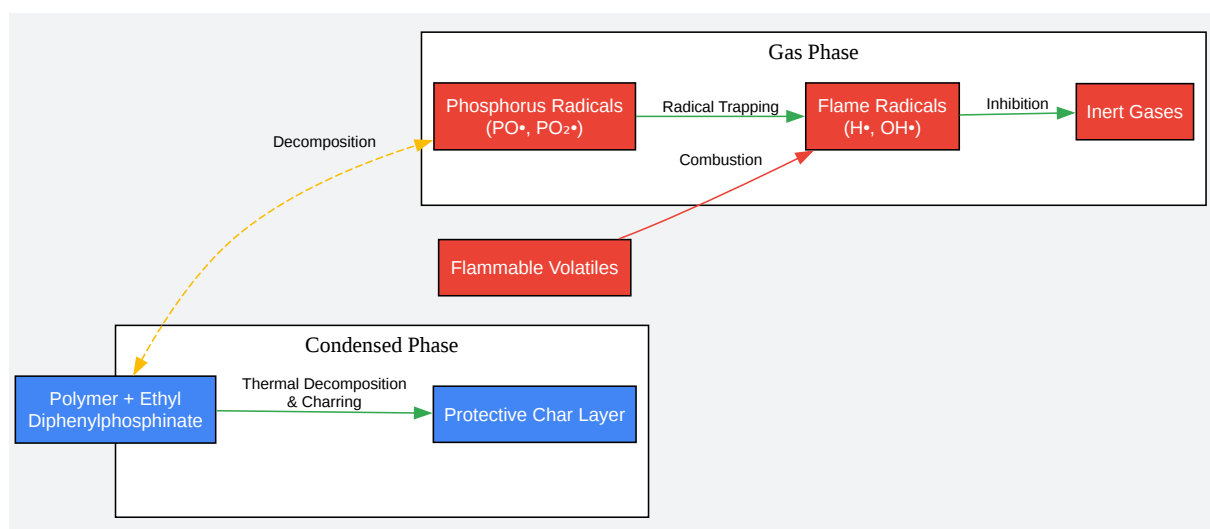 Gas Phase
Phosphorus Radicals
(PO•, PO₂•)
Radical Trapping
Flame Radicals
(H•, OH•)
Inhibition
Inert Gases
Decomposition
Combustion
Flammable Volatiles
Condensed Phase
Polymer + Ethyl
Diphenylphosphinate
Thermal Decomposition
& Charring
Protective Char Layer